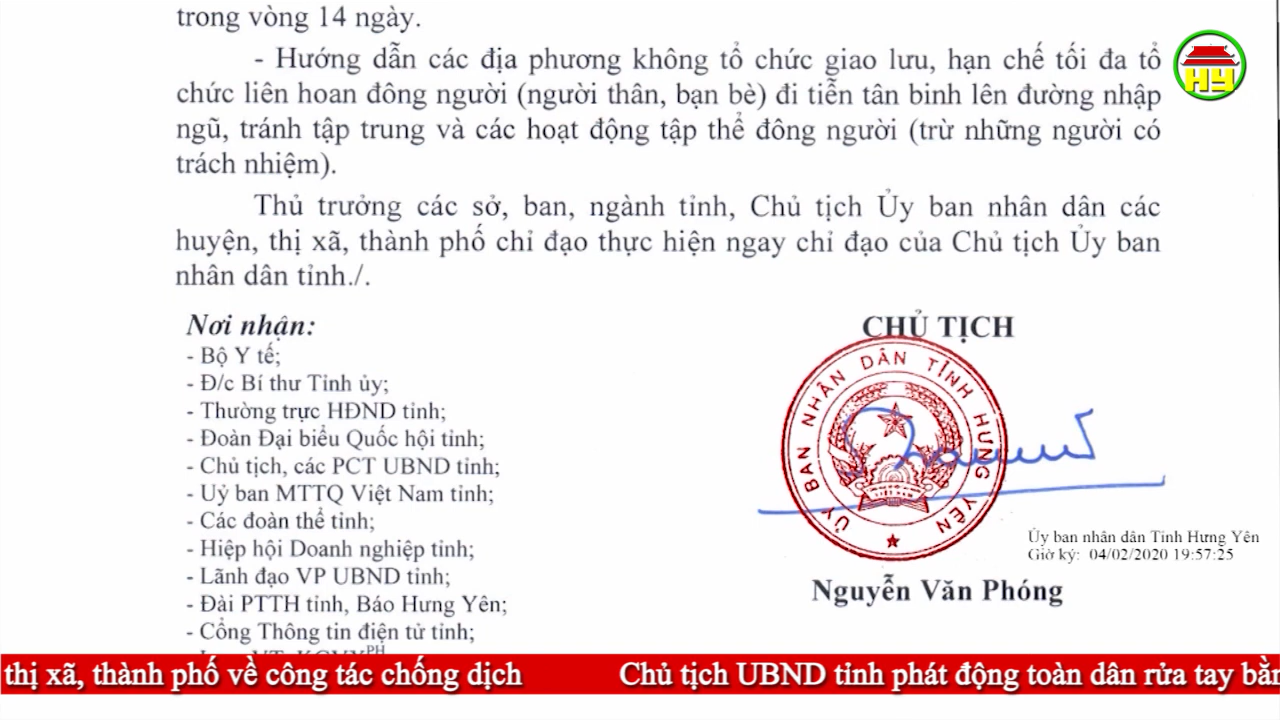 trong vòng 14 ngày.
- Hướng dẫn các địa phương không tổ chức giao lưu, hạn chế tối đa tổ
chức liên hoan đông người (người thân, bạn bè) đi tiễn tân binh lên đường nhập
ngũ, tránh tập trung và các hoạt động tập thể đông người (trừ những người có
trách nhiệm).
Thủ trưởng các sở, ban, ngành tỉnh, Chủ tịch Ủy ban nhân dân các
huyện, thị xã, thành phố chỉ đạo thực hiện ngay chỉ đạo của Chủ tịch Ủy ban
nhân dân tỉnh./.
Nơi nhận:
- Bộ Y tế;
- Đ/c Bí thư Tỉnh ủy;
- Thường trực HĐND tỉnh;
- Đoàn Đại biểu Quốc hội tỉnh;
- Chủ tịch, các PCT UBND tỉnh;
- Uỷ ban MTTQ Việt Nam tỉnh;
- Các đoàn thể tỉnh;
- Hiệp hội Doanh nghiệp tỉnh;
- Lãnh đạo VP UBND tỉnh;
- Đài PTTH tỉnh, Báo Hưng Yên;
- Cổng Thông tin điện tử tỉnh;
CHỦ TỊCH
ỦY BAN NHÂN DÂN TỈNH HƯNG YÊN
Ủy ban nhân dân Tỉnh Hưng Yên
Giờ ký: 04/02/2020 19:57:25
Nguyễn Văn Phóng
HY
thị xã, thành phố về công tác chống dịch
Chủ tịch UBND tỉnh phát động toàn dân rửa tay bằn